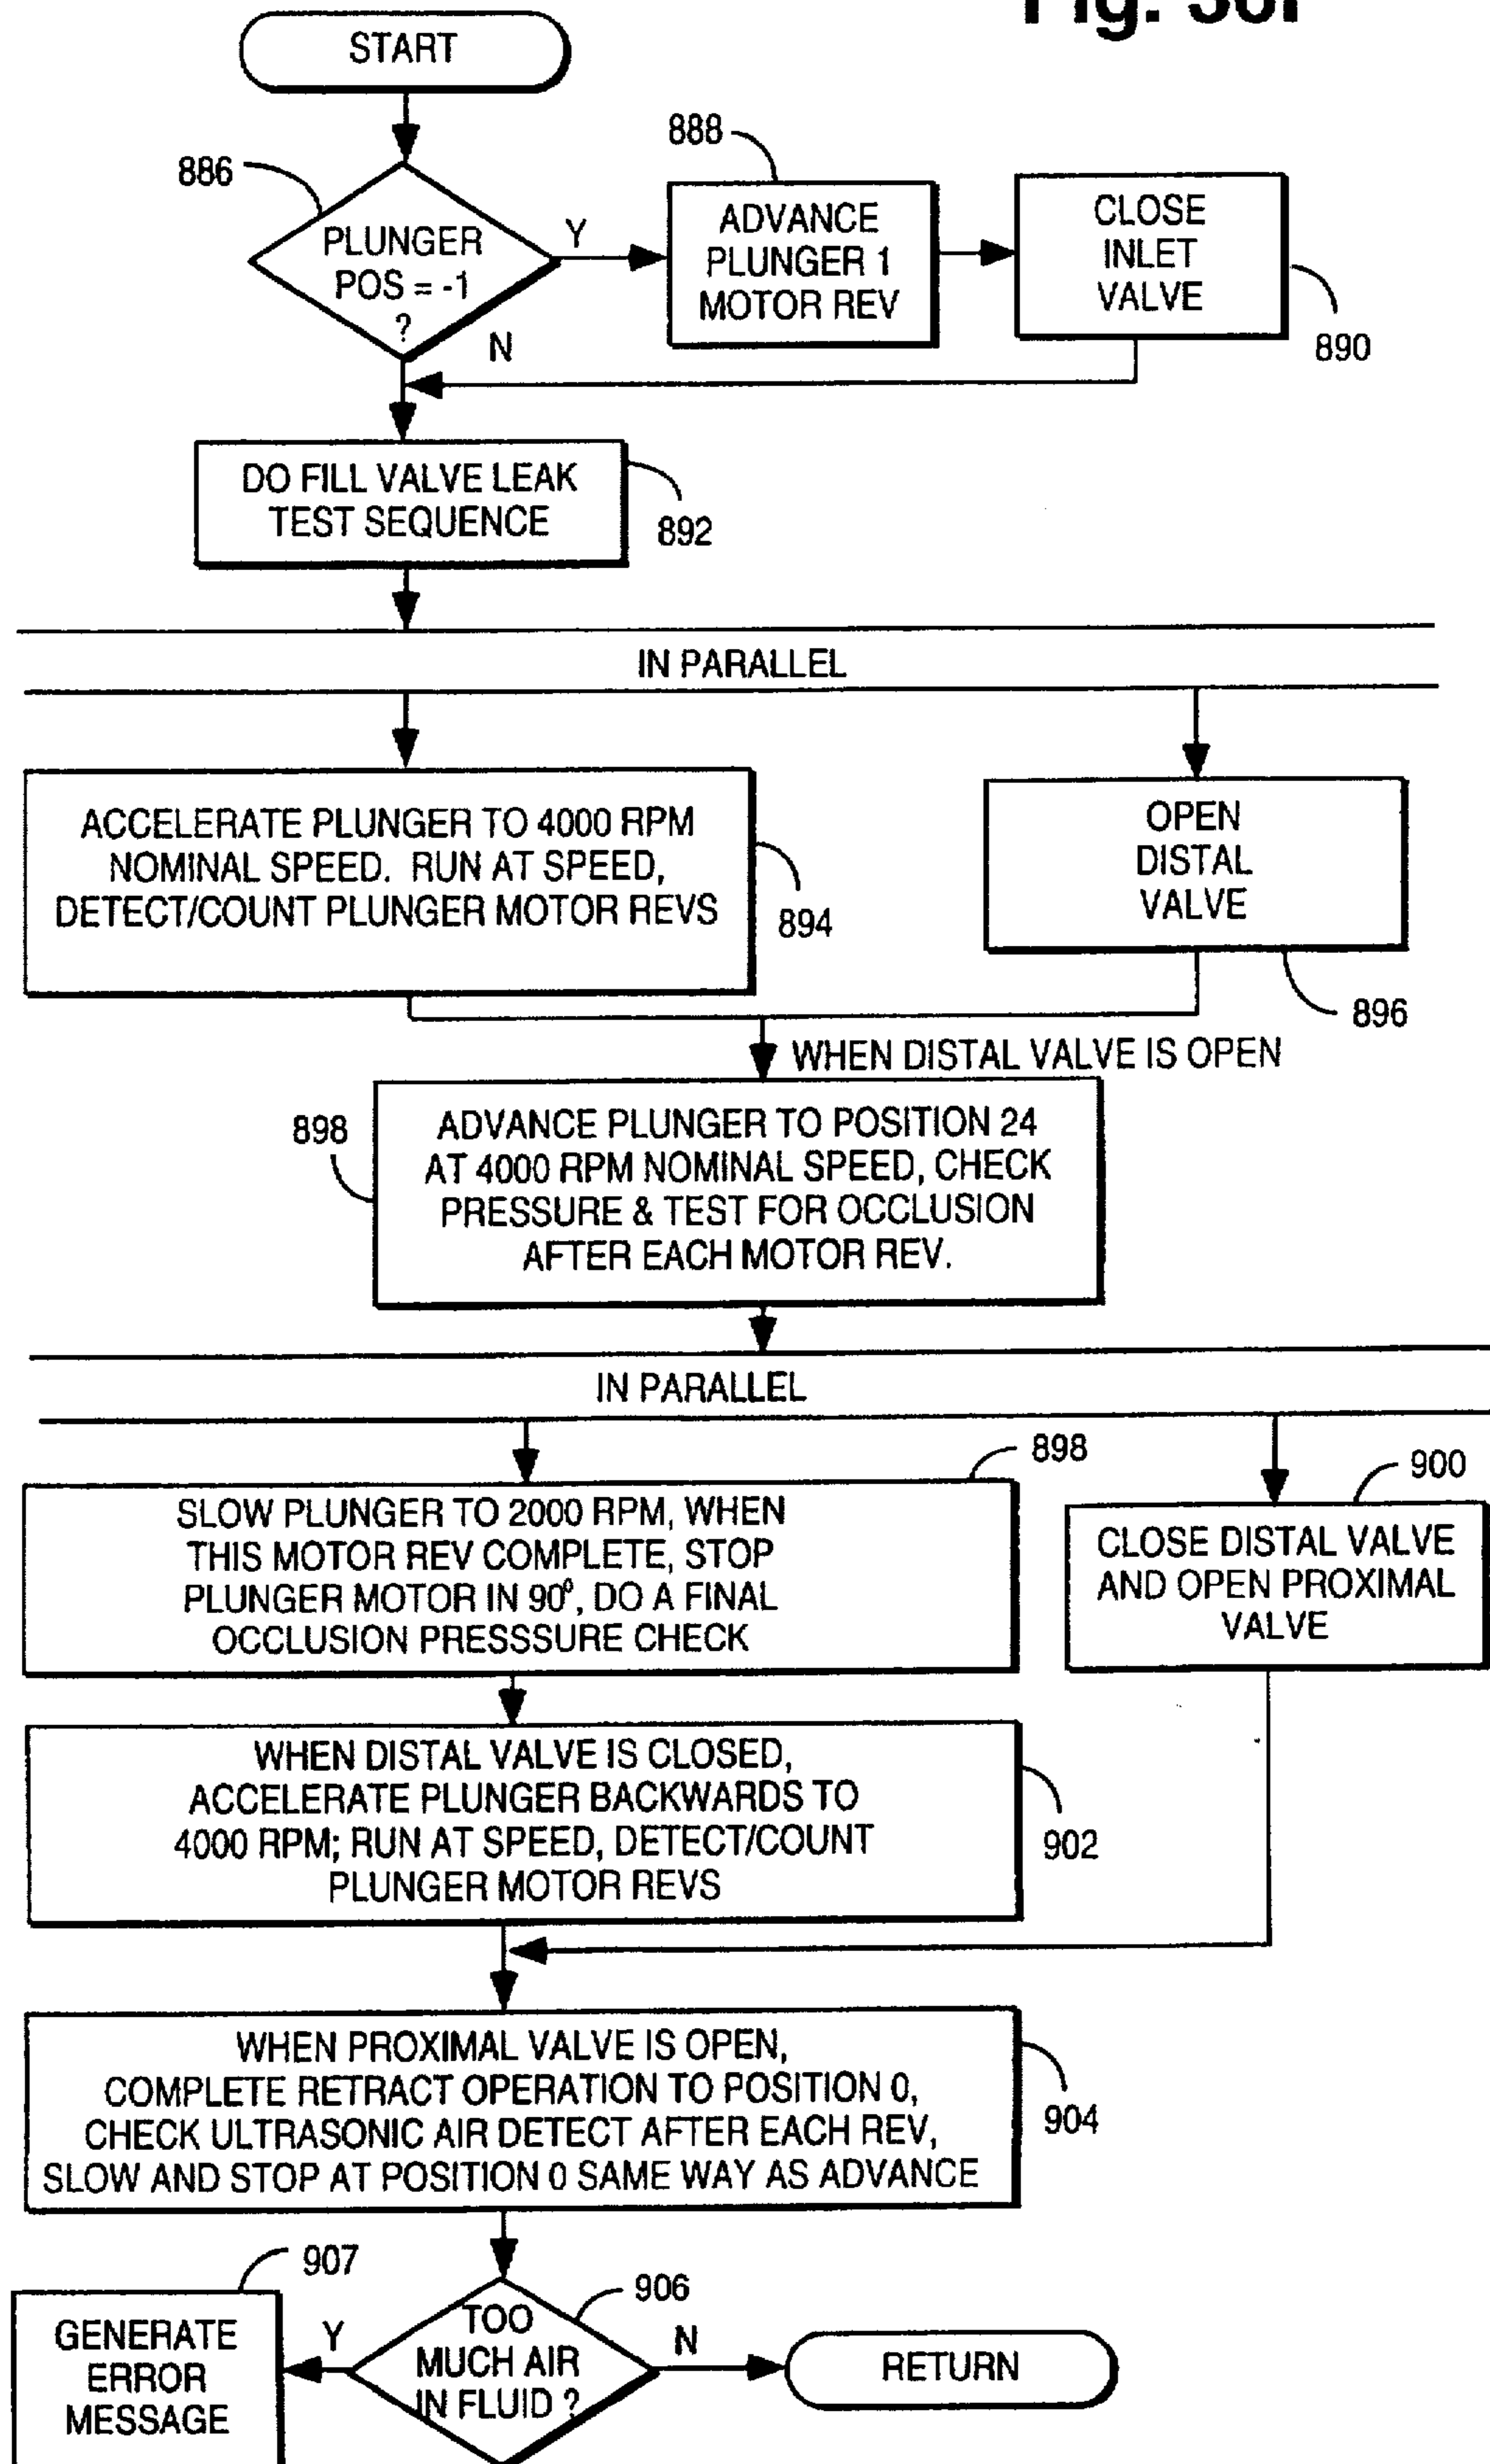 Fig.
START
886
PLUNGER
POS = -1
?
Y
N
888
ADVANCE
PLUNGER 1
MOTOR REV
CLOSE
INLET
VALVE
890
DO FILL VALVE LEAK
TEST SEQUENCE
892
IN PARALLEL
ACCELERATE PLUNGER TO 4000 RPM
NOMINAL SPEED. RUN AT SPEED,
DETECT/COUNT PLUNGER MOTOR REVS
894
OPEN
DISTAL
VALVE
896
WHEN DISTAL VALVE IS OPEN
898
ADVANCE PLUNGER TO POSITION 24
AT 4000 RPM NOMINAL SPEED, CHECK
PRESSURE & TEST FOR OCCLUSION
AFTER EACH MOTOR REV.
IN PARALLEL
898
SLOW PLUNGER TO 2000 RPM, WHEN
THIS MOTOR REV COMPLETE, STOP
PLUNGER MOTOR IN 90⁰, DO A FINAL
OCCLUSION PRESSSURE CHECK
900
CLOSE DISTAL VALVE
AND OPEN PROXIMAL
VALVE
WHEN DISTAL VALVE IS CLOSED,
ACCELERATE PLUNGER BACKWARDS TO
4000 RPM; RUN AT SPEED, DETECT/COUNT
PLUNGER MOTOR REVS
902
WHEN PROXIMAL VALVE IS OPEN,
COMPLETE RETRACT OPERATION TO POSITION 0,
CHECK ULTRASONIC AIR DETECT AFTER EACH REV,
SLOW AND STOP AT POSITION 0 SAME WAY AS ADVANCE
904
907
GENERATE
ERROR
MESSAGE
Y
906
TOO
MUCH AIR
IN FLUID ?
N
RETURN